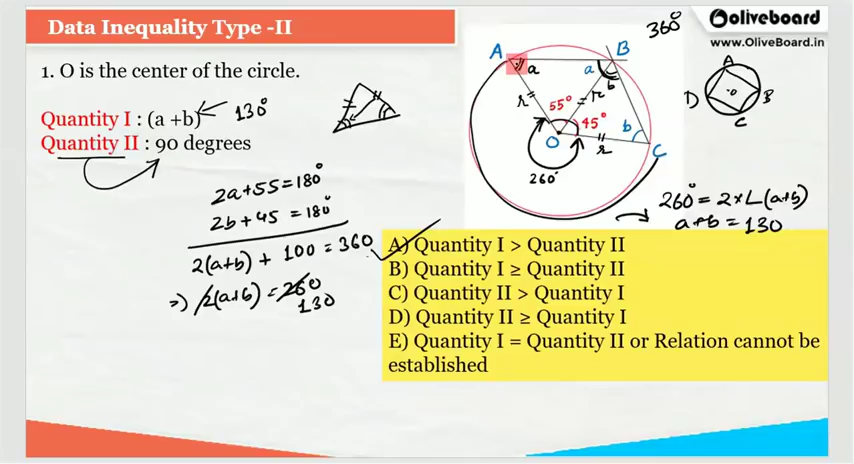 Data Inequality Type -II
360°
Oliveboard
www.OliveBoard.in
1. O is the center of the circle.
Quantity I : (a +b) 130°
Quantity II : 90 degrees
A
B
a
a
b
r
r
55°
45°
b
O
r
C
260°
A
D
B
C
O
2a+55=180°
2b+45=180°
2(a+b) + 100 = 360
=> 2(a+b) = 260
130
260° = 2×L(a+b)
a+b = 130
A) Quantity I > Quantity II
B) Quantity I ≥ Quantity II
C) Quantity II > Quantity I
D) Quantity II ≥ Quantity I
E) Quantity I = Quantity II or Relation cannot be
established